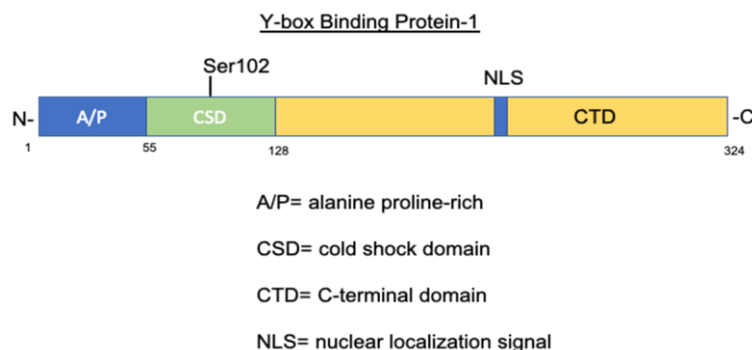 Y-box Binding Protein-1
Ser102
NLS
N- A/P CSD CTD -C
1 55 128 324
A/P= alanine proline-rich
CSD= cold shock domain
CTD= C-terminal domain
NLS= nuclear localization signal